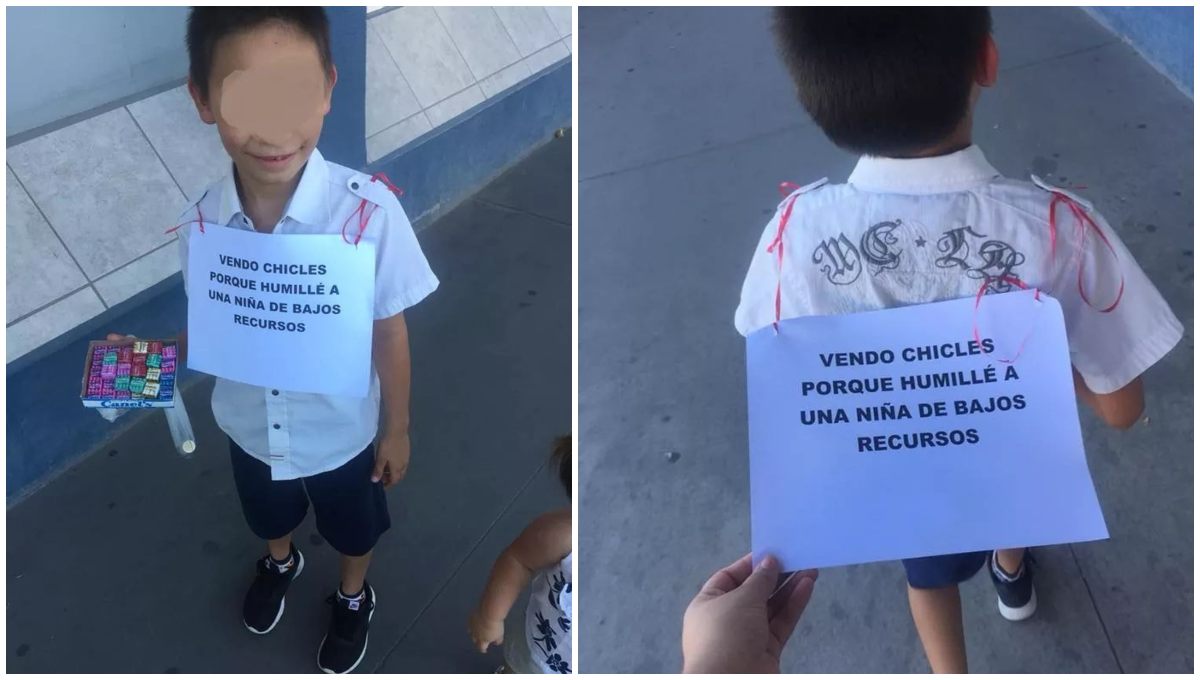 VENDO CHICLES
PORQUE HUMILLÉ A
UNA NIÑA DE BAJOS
RECURSOS
Canel's
VENDO CHICLES
PORQUE HUMILLÉ A
UNA NIÑA DE BAJOS
RECURSOS